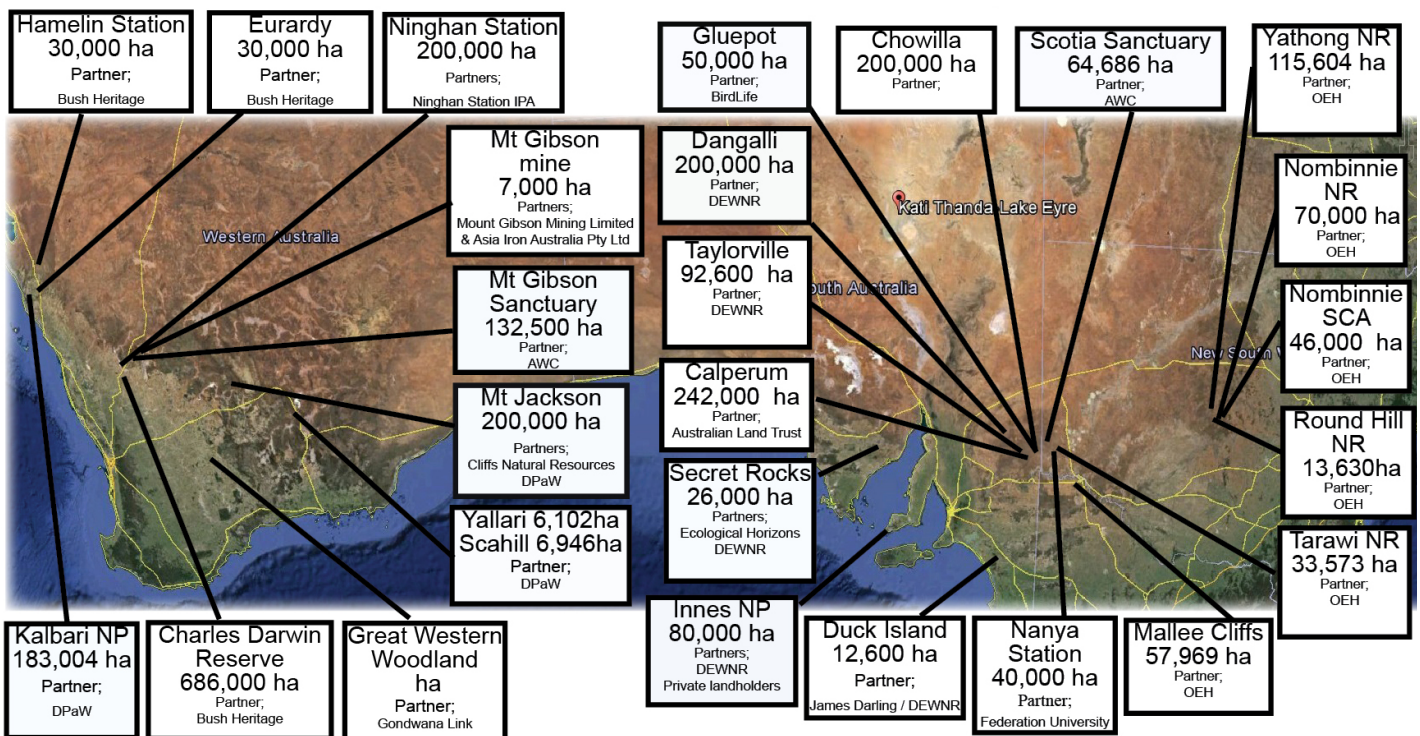 Hamelin Station
30,000 ha
Partner;
Bush Heritage
Eurardy
30,000 ha
Partner;
Bush Heritage
Ninghan Station
200,000 ha
Partners;
Ninghan Station IPA
Gluepot
50,000 ha
Partner;
BirdLife
Chowilla
200,000 ha
Partner;
Scotia Sanctuary
64,686 ha
Partner;
AWC
Yathong NR
115,604 ha
Partner;
OEH
Mt Gibson
mine
7,000 ha
Partners;
Mount Gibson Mining Limited
& Asia Iron Australia Pty Ltd
Dangalli
200,000 ha
Partner;
DEWNR
Kati Thanda Lake Eyre
Nombinnie
NR
70,000 ha
Partner;
OEH
Western Australia
Mt Gibson
Sanctuary
132,500 ha
Partner;
AWC
Taylorville
92,600 ha
Partner;
DEWNR
outh Australia
Nombinnie
SCA
46,000 ha
Partner;
OEH
New South W
Mt Jackson
200,000 ha
Partners;
Cliffs Natural Resources
DPaW
Calperum
242,000 ha
Partner;
Australian Land Trust
Round Hill
NR
13,630ha
Partner;
OEH
Yallari 6,102ha
Scahill 6,946ha
Partner;
DPaW
Secret Rocks
26,000 ha
Partners;
Ecological Horizons
DEWNR
Tarawi NR
33,573 ha
Partner;
OEH
Kalbari NP
183,004 ha
Partner;
DPaW
Charles Darwin
Reserve
686,000 ha
Partner;
Bush Heritage
Great Western
Woodland
ha
Partner;
Gondwana Link
Innes NP
80,000 ha
Partners;
DEWNR
Private landholders
Duck Island
12,600 ha
Partner;
James Darling / DEWNR
Nanya
Station
40,000 ha
Partner;
Federation University
Mallee Cliffs
57,969 ha
Partner;
OEH